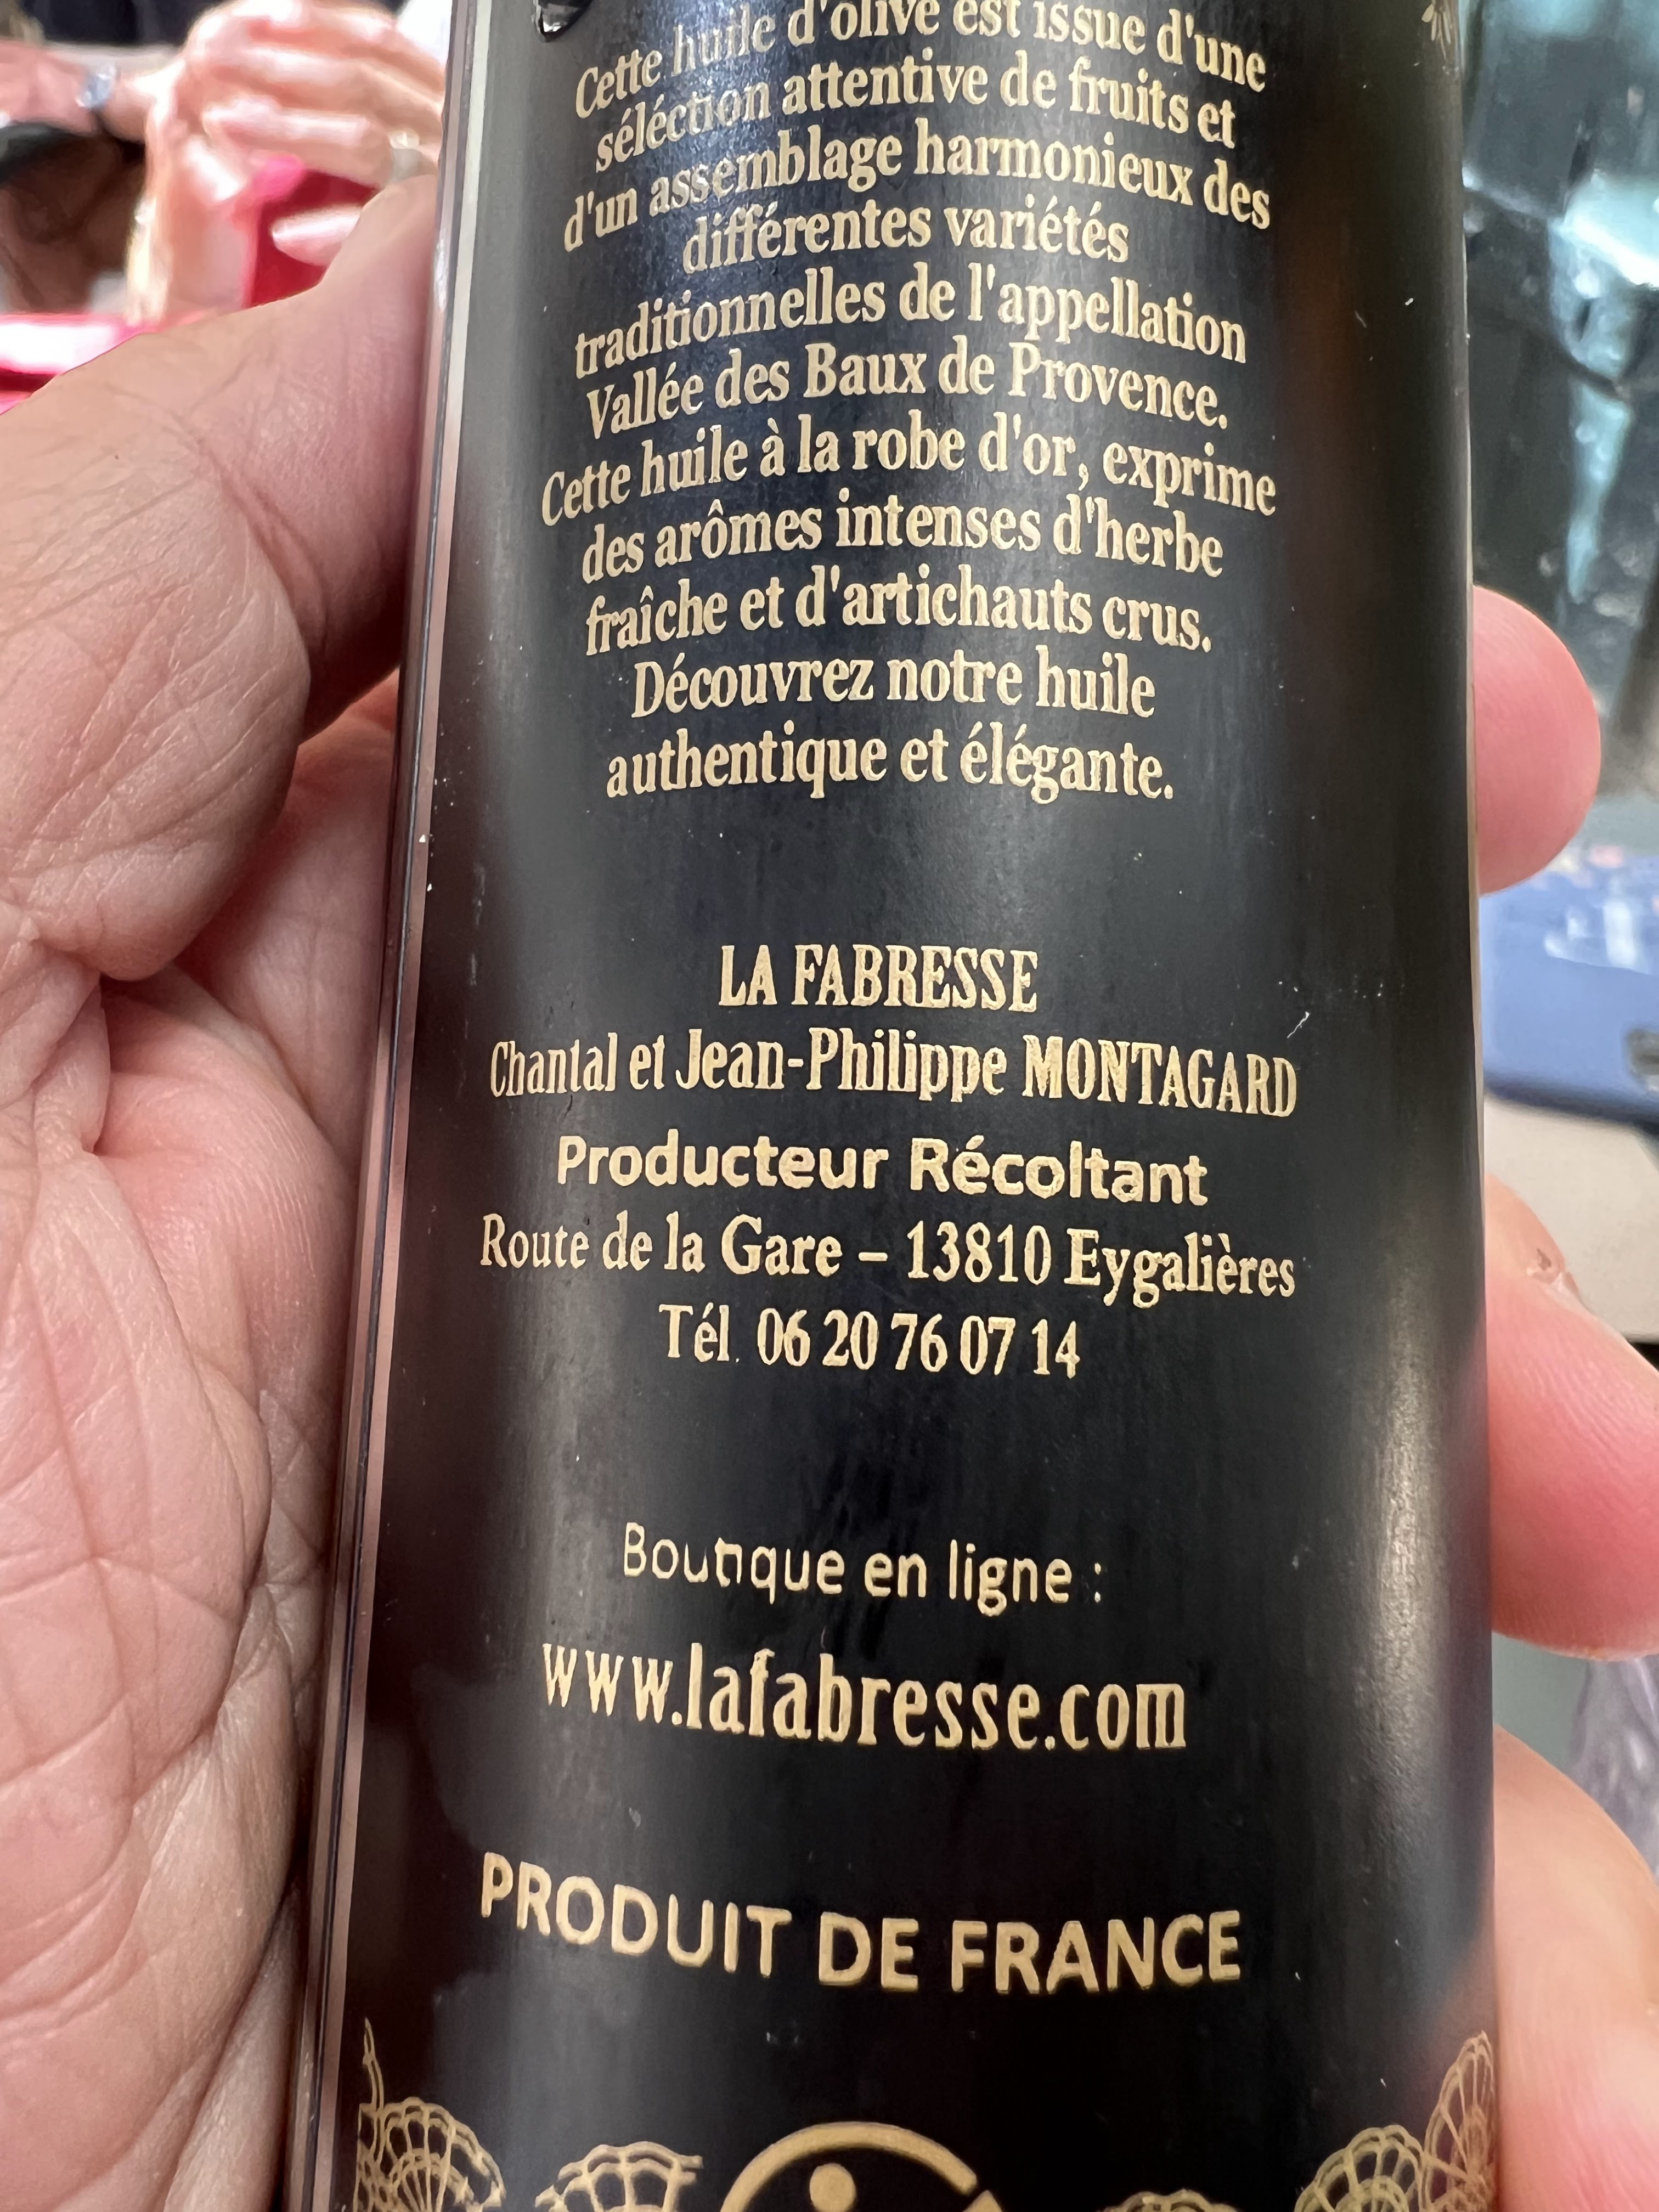 Cette huile d'olive est issue d'une
séléction attentive de fruits et
d'un assemblage harmonieux des
différentes variétés
traditionnelles de l'appellation
Vallée des Baux de Provence.
Cette huile à la robe d'or, exprime
des arômes intenses d'herbe
fraîche et d'artichauts crus.
Découvrez notre huile
authentique et élégante.
LA FABRESSE
Chantal et Jean-Philippe MONTAGARD
Producteur Récoltant
Route de la Gare – 13810 Eygalières
Tél. 06 20 76 07 14
Boutique en ligne :
www.lafabresse.com
PRODUIT DE FRANCE